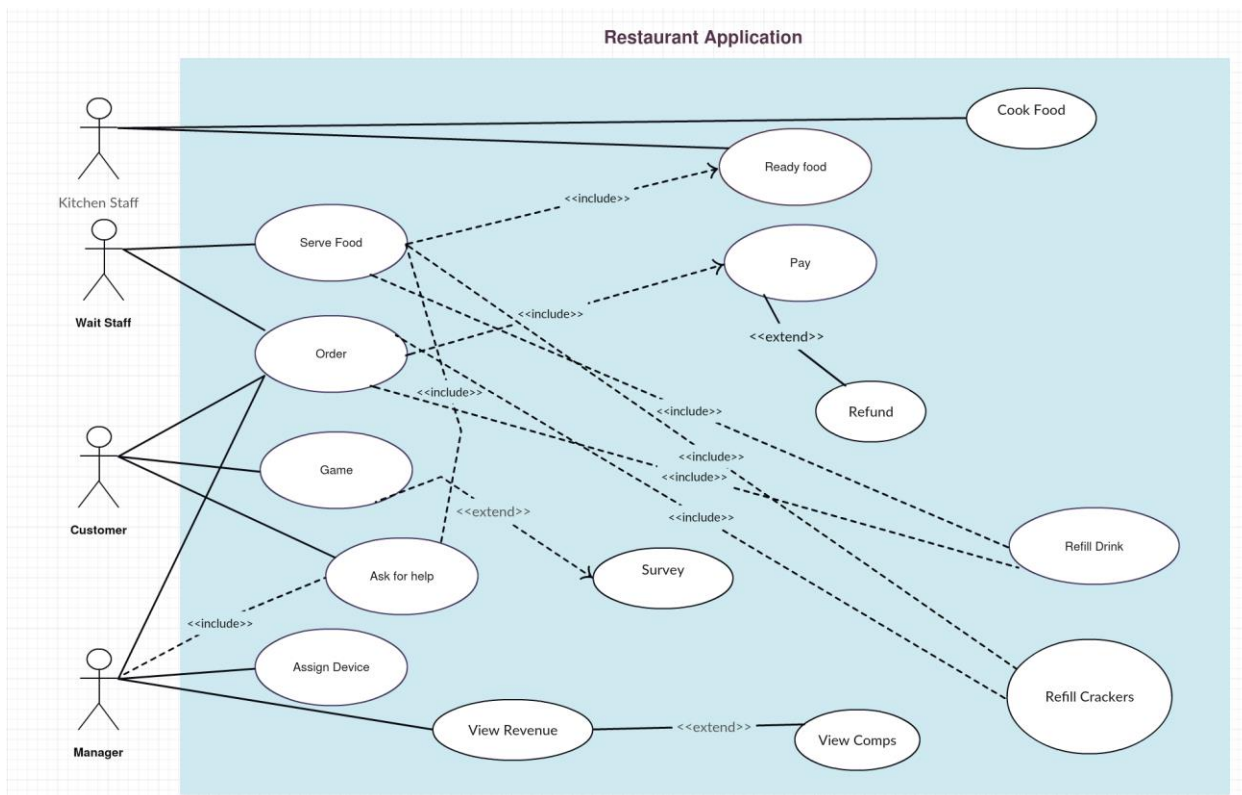 Restaurant Application
Cook Food
Ready food
<<include>>
Kitchen Staff
Serve Food
Pay
Wait Staff
<<include>>
<<extend>>
Order
<<include>>
<<include>>
Refund
Customer
Game
<<include>>
<<include>>
<<extend>>
<<include>>
Refill Drink
Ask for help
Survey
<<include>>
Assign Device
Refill Crackers
View Revenue
<<extend>>
View Comps
Manager